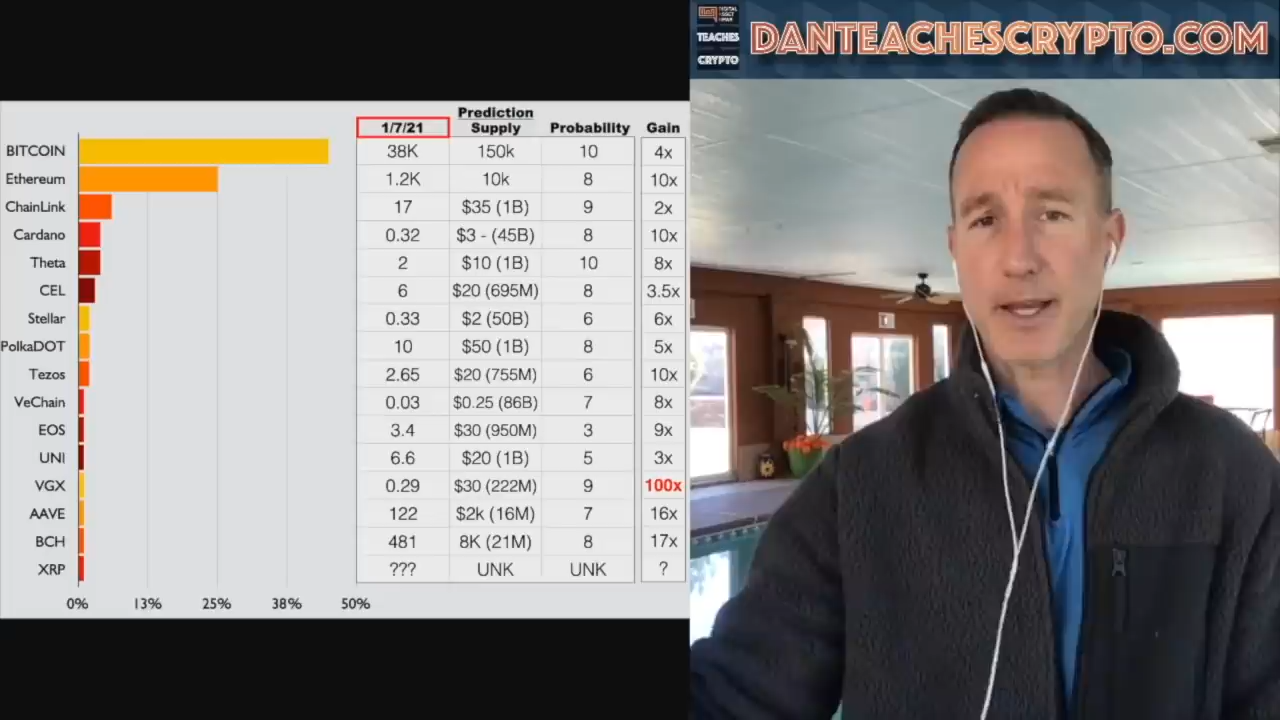 DIGITAL
ASSET
NEWS
TEACHES
CRYPTO
DANTEACHESCRYPTO.COM
1/7/21 Prediction Supply Probability Gain
BITCOIN 38K 150k 10 4x
Ethereum 1.2K 10k 8 10x
ChainLink 17 $35 (1B) 9 2x
Cardano 0.32 $3 - (45B) 8 10x
Theta 2 $10 (1B) 10 8x
CEL 6 $20 (695M) 8 3.5x
Stellar 0.33 $2 (50B) 6 6x
PolkaDOT 10 $50 (1B) 8 5x
Tezos 2.65 $20 (755M) 6 10x
VeChain 0.03 $0.25 (86B) 7 8x
EOS 3.4 $30 (950M) 3 9x
UNI 6.6 $20 (1B) 5 3x
VGX 0.29 $30 (222M) 9 100x
AAVE 122 $2k (16M) 7 16x
BCH 481 8K (21M) 8 17x
XRP ??? UNK UNK ?
0% 13% 25% 38% 50%